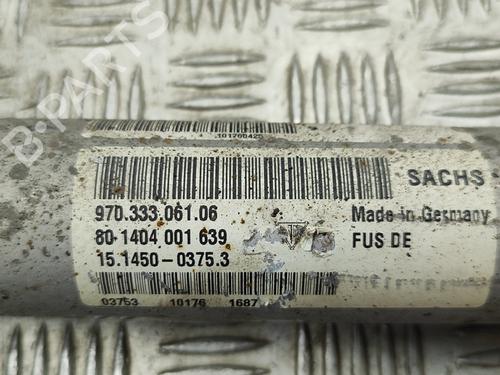 B-PARTS
101760425
SACHS
970.333.061.06
Made in Germany
80-1404 001 639
FUS DE
15.1450-0375.3
03753 10176 1687